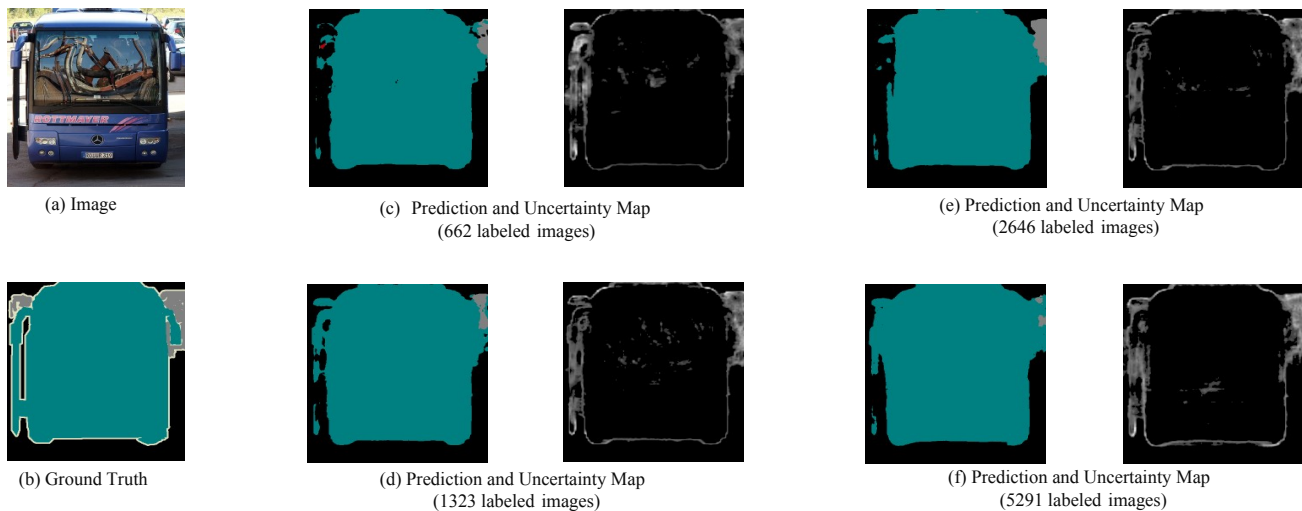 ROTTMAYER
(a) Image
(b) Ground Truth
(c) Prediction and Uncertainty Map
(662 labeled images)
(d) Prediction and Uncertainty Map
(1323 labeled images)
(e) Prediction and Uncertainty Map
(2646 labeled images)
(f) Prediction and Uncertainty Map
(5291 labeled images)